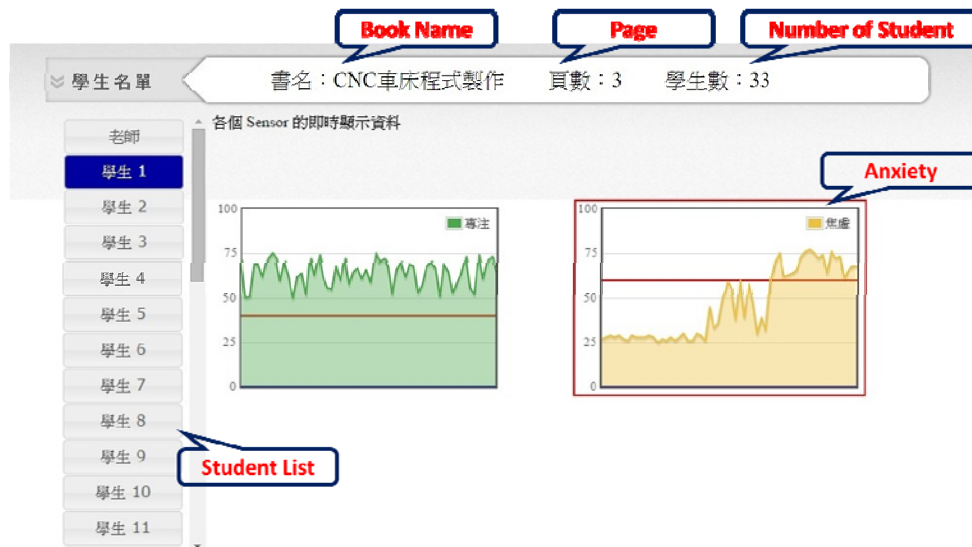 Book Name
Page
Number of Student
學生名單
書名：CNC車床程式製作 頁數：3 學生數：33
各個 Sensor 的即時顯示資料
老師
學生 1
學生 2
學生 3
學生 4
學生 5
學生 6
學生 7
學生 8
學生 9
學生 10
學生 11
Student List
100
75
50
25
0
專注
Anxiety
100
75
50
25
0
焦慮